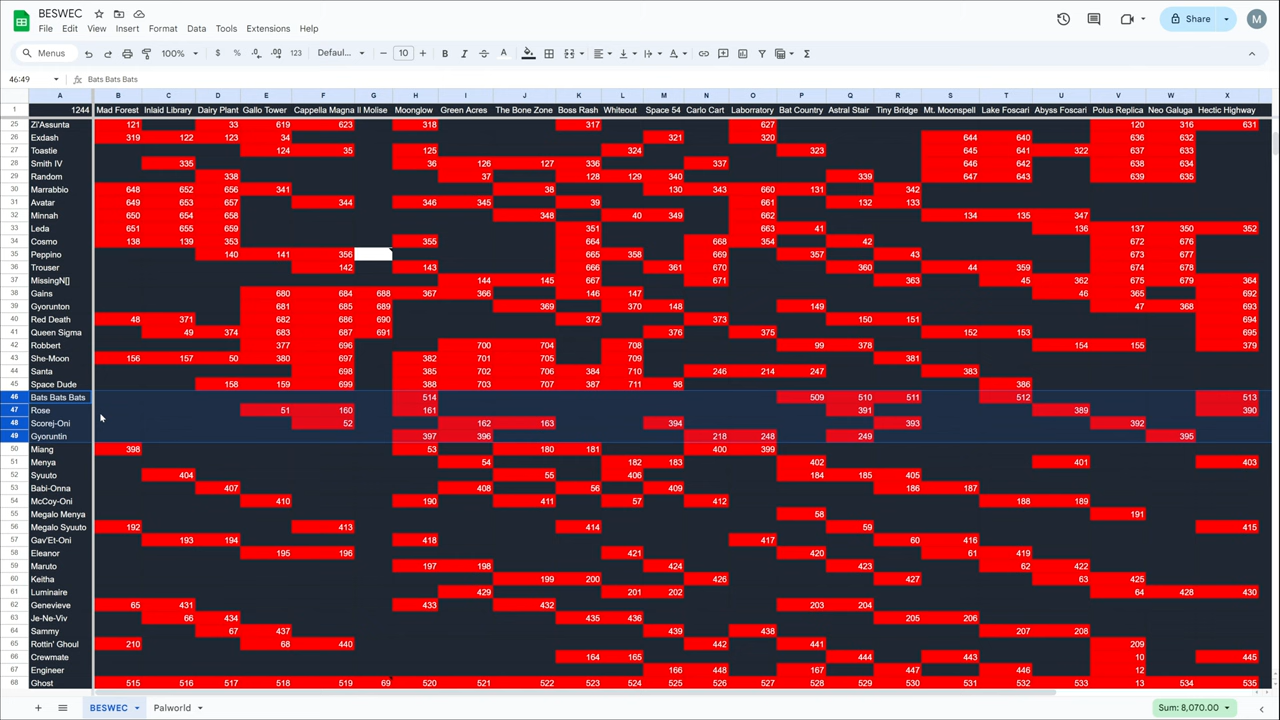 BESWEC
File Edit View Insert Format Data Tools Extensions Help
Share
M
Menus 100% $ % .0 .00 123 Defaul... 10 B I A
46:49 Bats Bats Bats
A B C D E F G H I J K L M N O P Q R S T U V W X
1 1244 Mad Forest Inlaid Library Dairy Plant Gallo Tower Cappella Magna Il Molise Moonglow Green Acres The Bone Zone Boss Rash Whiteout Space 54 Carlo Cart Laborratory Bat Country Astral Stair Tiny Bridge Mt. Moonspell Lake Foscari Abyss Foscari Polus Replica Neo Galuga Hectic Highway
25 Zi'Assunta 121 33 619 623 318 317 627 120 316 631
26 Exdash 319 122 123 34 321 320 644 640 636 632
27 Toastie 124 35 125 324 323 645 641 322 637 633
28 Smith IV 335 36 126 127 336 337 646 642 638 634
29 Random 338 37 128 129 340 339 647 643 639 635
30 Marrabbio 648 652 656 341 38 130 343 660 131 342
31 Avatar 649 653 657 344 346 345 39 661 132 133
32 Minnah 650 654 658 348 40 349 662 134 135 347
33 Leda 651 655 659 351 663 41 136 137 350 352
34 Cosmo 138 139 353 355 664 668 354 42 672 676
35 Peppino 140 141 356 665 358 669 357 43 673 677
36 Trouser 142 143 666 361 670 360 44 359 674 678
37 MissingN[] 144 145 667 671 363 45 362 675 679 364
38 Gains 680 684 688 367 366 146 147 46 365 692
39 Gyorunton 681 685 689 369 370 148 149 47 368 693
40 Red Death 48 371 682 686 690 372 373 150 151 694
41 Queen Sigma 49 374 683 687 691 376 375 152 153 695
42 Robbert 377 696 700 704 708 99 378 154 155 379
43 She-Moon 156 157 50 380 697 382 701 705 709 381
44 Santa 698 385 702 706 384 710 246 214 247 383
45 Space Dude 158 159 699 388 703 707 387 711 98 386
46 Bats Bats Bats 514 509 510 511 512 513
47 Rose 51 160 161 391 389 390
48 Scorej-Oni 52 162 163 394 393 392
49 Gyoruntin 397 396 218 248 249 395
50 Miang 398 53 180 181 400 399
51 Menya 54 182 183 402 401 403
52 Syuuto 404 55 406 184 185 405
53 Babi-Onna 407 408 56 409 186 187
54 McCoy-Oni 410 190 411 57 412 188 189
55 Megalo Menya 58 191
56 Megalo Syuuto 192 413 414 59 415
57 Gav'Et-Oni 193 194 418 417 60 416
58 Eleanor 195 196 421 420 61 419
59 Maruto 197 198 424 423 62 422
60 Keitha 199 200 426 427 63 425
61 Luminaire 429 201 202 64 428 430
62 Genevieve 65 431 433 432 203 204
63 Je-Ne-Viv 66 434 435 436 205 206
64 Sammy 67 437 439 438 207 208
65 Rottin' Ghoul 210 68 440 442 441 209
66 Crewmate 164 165 444 443 10 445
67 Engineer 166 448 167 447 446 12
68 Ghost 515 516 517 518 519 69 520 521 522 523 524 525 526 527 528 529 530 531 532 533 13 534 535
BESWEC Palworld Sum: 8,070.00